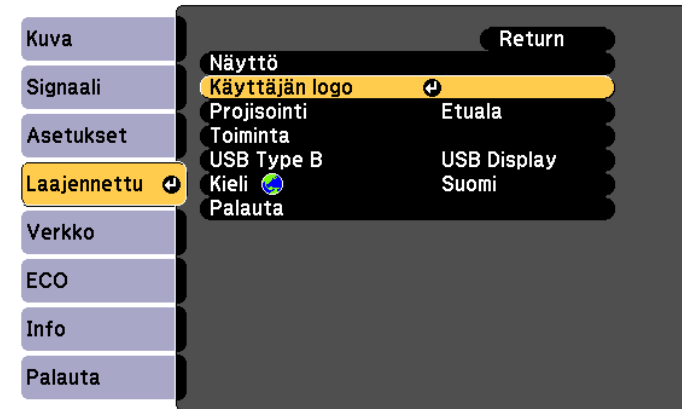 Kuva
Signaali
Asetukset
Laajennettu
Verkko
ECO
Info
Palauta
Return
Näyttö
Käyttäjän logo
Projisointi Etuala
Toiminta
USB Type B USB Display
Kieli Suomi
Palauta